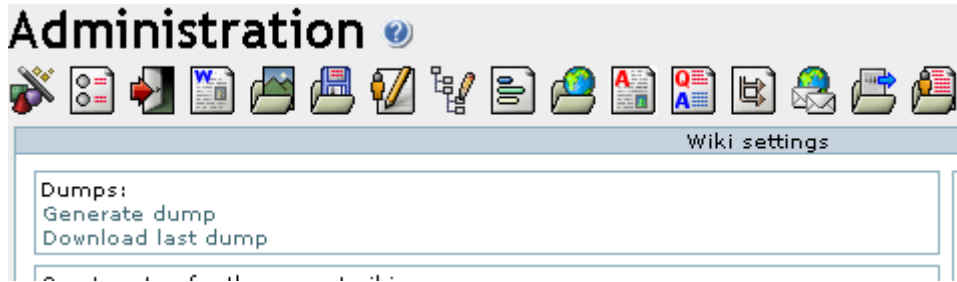 Administration
Wiki settings
Dumps:
Generate dump
Download last dump